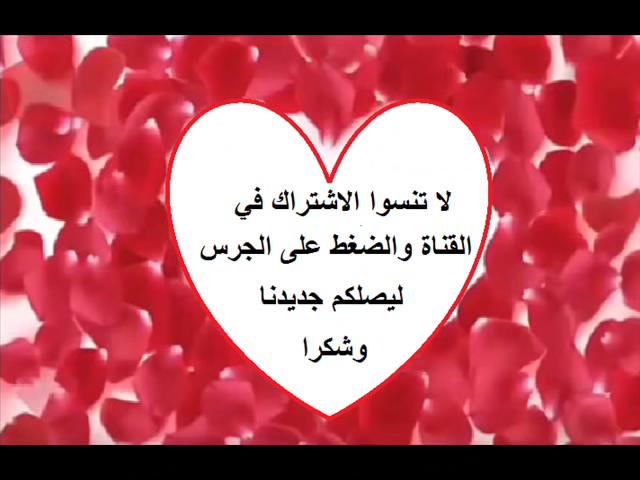 لا تنسوا الاشتراك في
القناة والضغط على الجرس
ليصلكم جديدنا
وشكرا